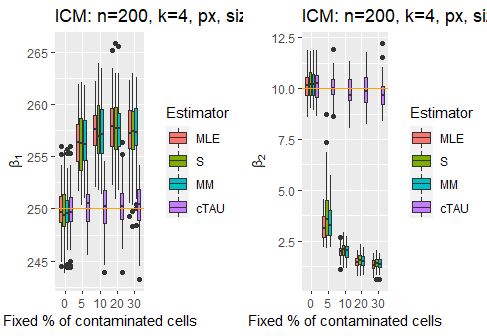 ICM: n=200, k=4, px, siz
265
260
255
250
245
β1
0 5 10 20 30
Fixed % of contaminated cells
Estimator
MLE
S
MM
cTAU
ICM: n=200, k=4, px, siz
12.5
10.0
7.5
5.0
2.5
β2
0 5 10 20 30
Fixed % of contaminated cells
Estimator
MLE
S
MM
cTAU